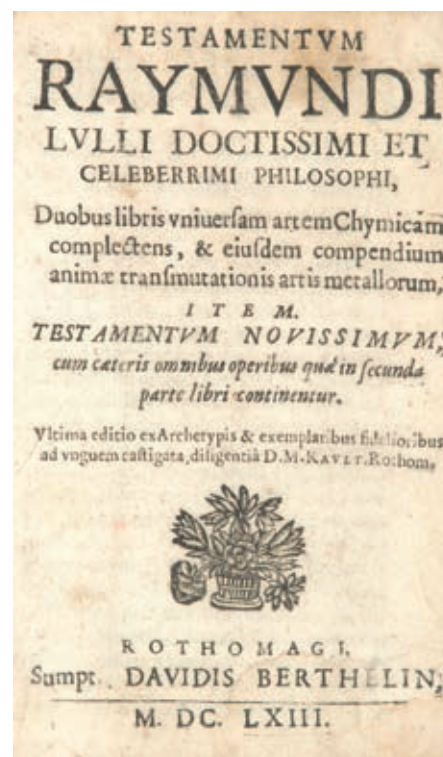 TESTAMENTVM
RAYMVNDI
LVLLI DOCTISSIMI ET
CELEBERRIMI PHILOSOPHI,
Duobus libris vniuersam artem Chymicam
complectens, & eiusdem compendium
animæ transmutationis artis metallorum,
ITEM.
TESTAMENTVM NOVISSIMVM,
cum cæteris omnibus operibus quæ in secunda
parte libri continentur.
Vltima editio ex Archetypis & exemplaribus fidelioribus
ad vnguem castigata, diligentiâ D. M. KAVLT. Rothom.
ROTHOMAGI,
Sumpt. DAVIDIS BERTHELIN,
M. DC. LXIII.